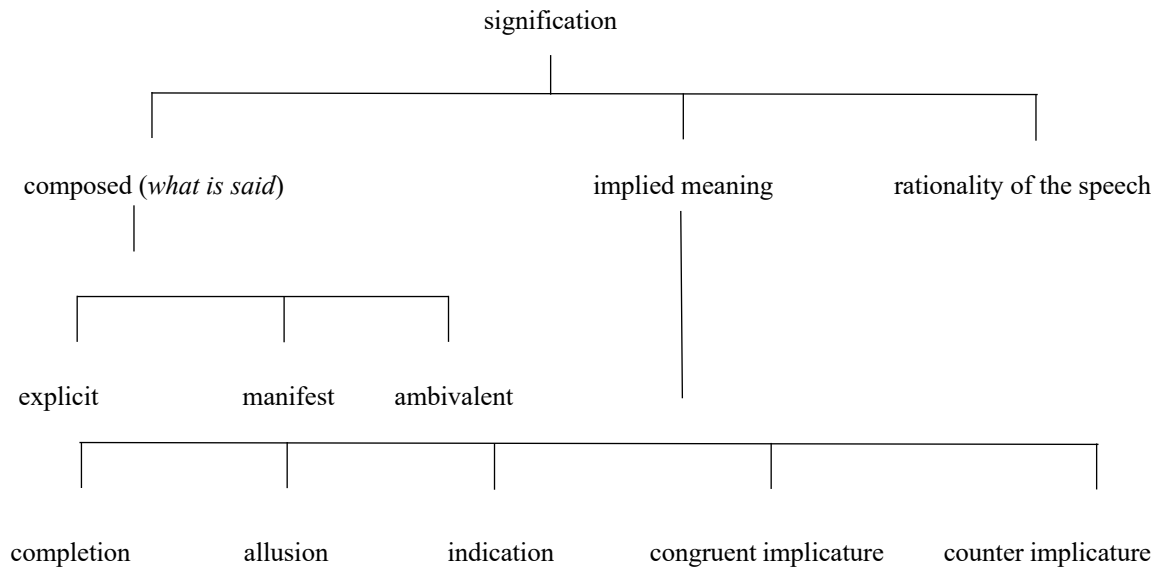 signification
composed (what is said) implied meaning rationality of the speech
explicit manifest ambivalent
completion allusion indication congruent implicature counter implicature